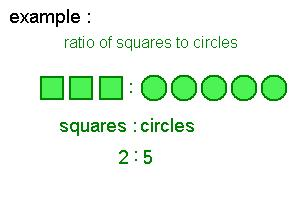 example :
ratio of squares to circles
:
squares : circles
2 : 5